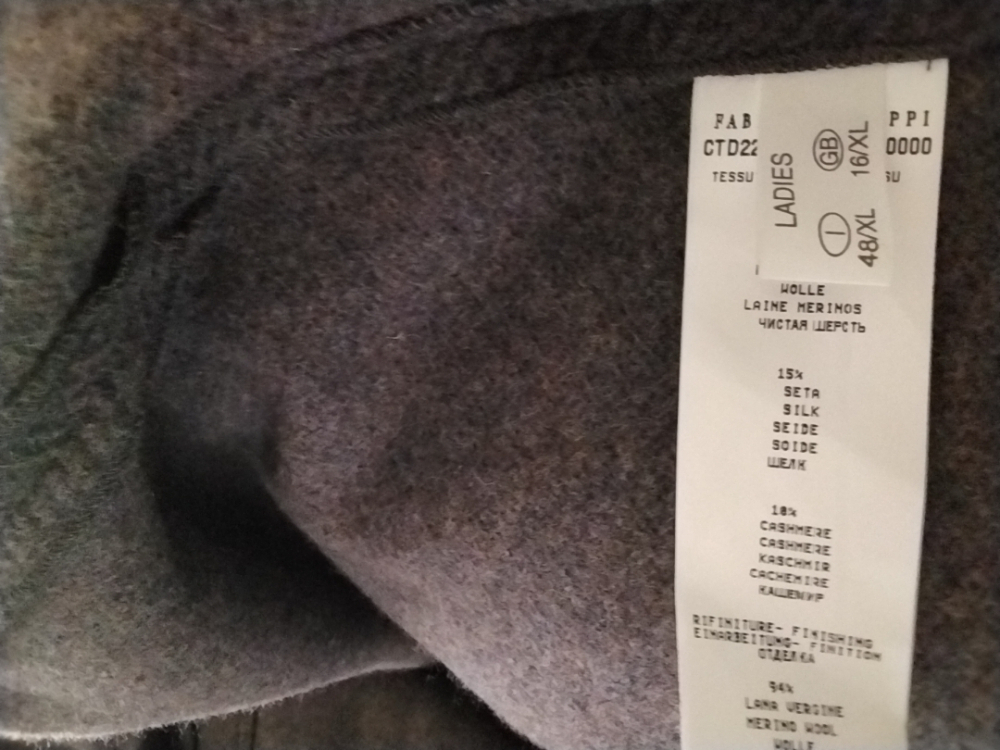 FAB PPI
CTD22 0000
TESSU SU
LADIES
GB I
16/XL 48/XL
WOLLE
LAINE MERINOS
ЧИСТАЯ ШЕРСТЬ
15%
SETA
SILK
SEIDE
SOIDE
ШЕЛК
10%
CASHMERE
CASHMERE
KASCHMIR
CACHEMIRE
КАШЕМИР
RIFINITURE- FINISHING
EINARBEITUNG- FINITION
ОТДЕЛКА
94%
LANA VERGINE
MERINO WOOL
WOLLE